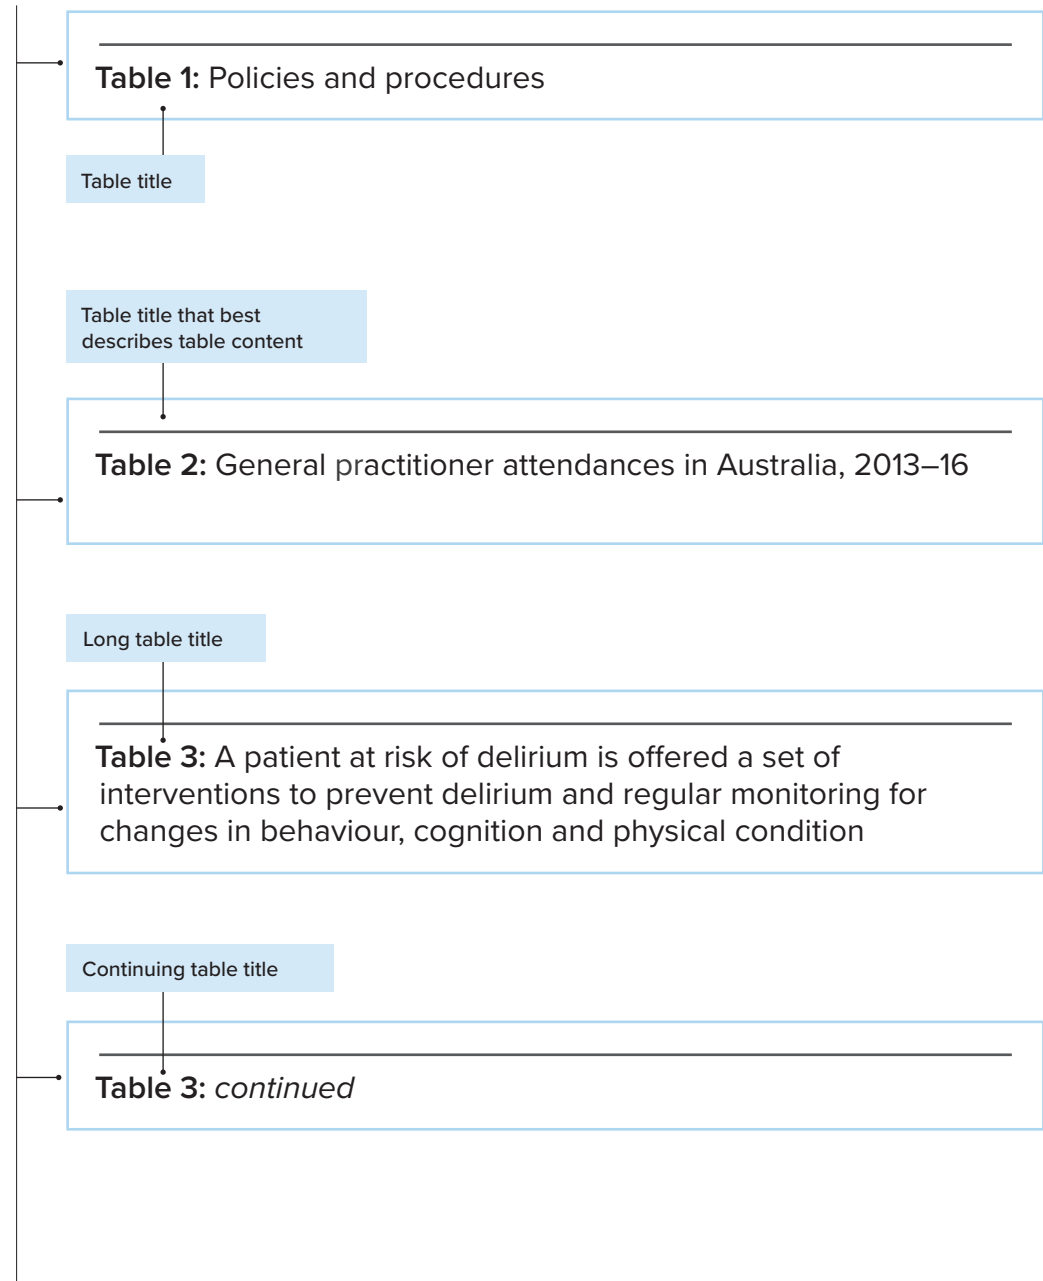 Table 1: Policies and procedures
Table title
Table title that best
describes table content
Table 2: General practitioner attendances in Australia, 2013–16
Long table title
Table 3: A patient at risk of delirium is offered a set of
interventions to prevent delirium and regular monitoring for
changes in behaviour, cognition and physical condition
Continuing table title
Table 3: continued